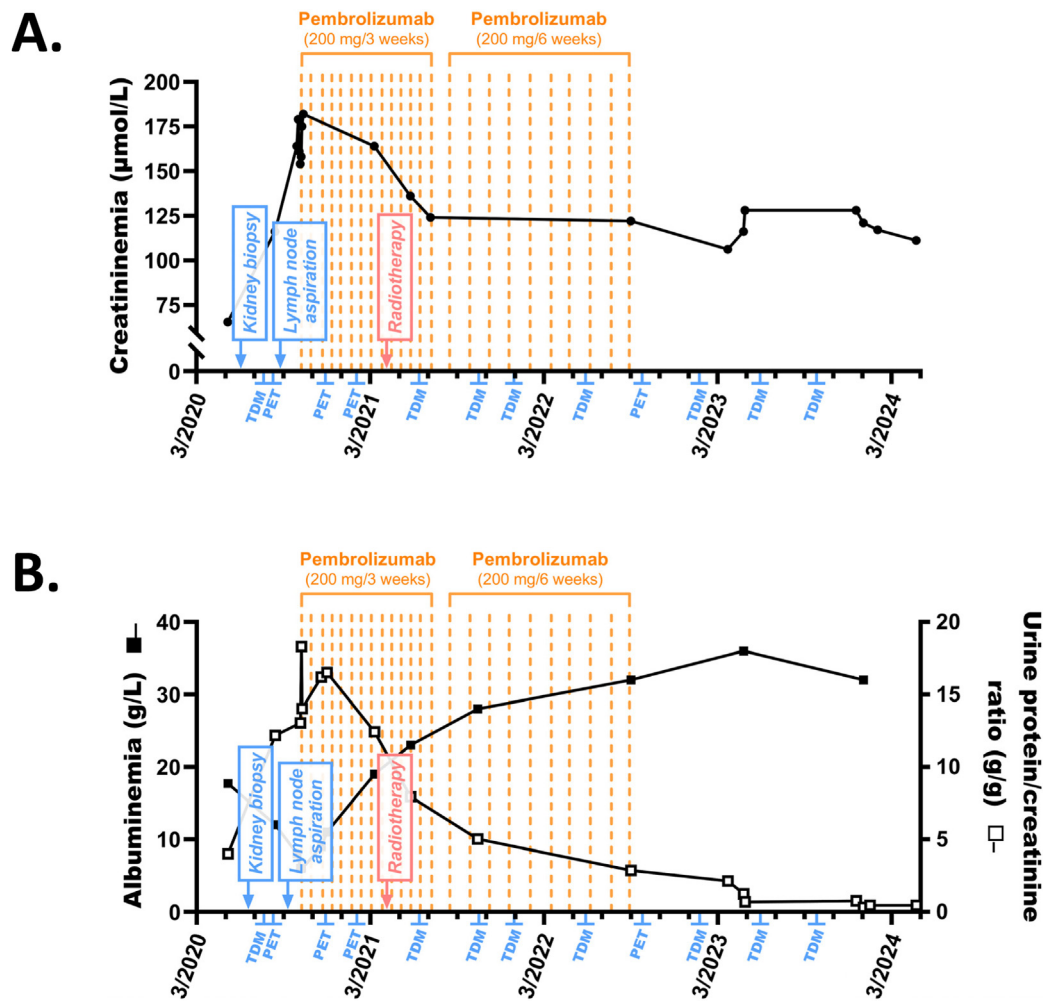 A.
Pembrolizumab
(200 mg/3 weeks)
Pembrolizumab
(200 mg/6 weeks)
Creatininemia (µmol/L)
200
175
150
125
100
75
0
Kidney biopsy
Lymph node
aspiration
Radiotherapy
TDM
PET
PET
PET
TDM
TDM
TDM
TDM
PET
TDM
TDM
TDM
3/2020
3/2021
3/2022
3/2023
3/2024
B.
Pembrolizumab
(200 mg/3 weeks)
Pembrolizumab
(200 mg/6 weeks)
Albuminemia (g/L)
40
30
20
10
0
Kidney biopsy
Lymph node
aspiration
Radiotherapy
20
15
10
5
0
Urine protein/creatinine
ratio (g/g)
TDM
PET
PET
PET
TDM
TDM
TDM
TDM
PET
TDM
TDM
TDM
3/2020
3/2021
3/2022
3/2023
3/2024